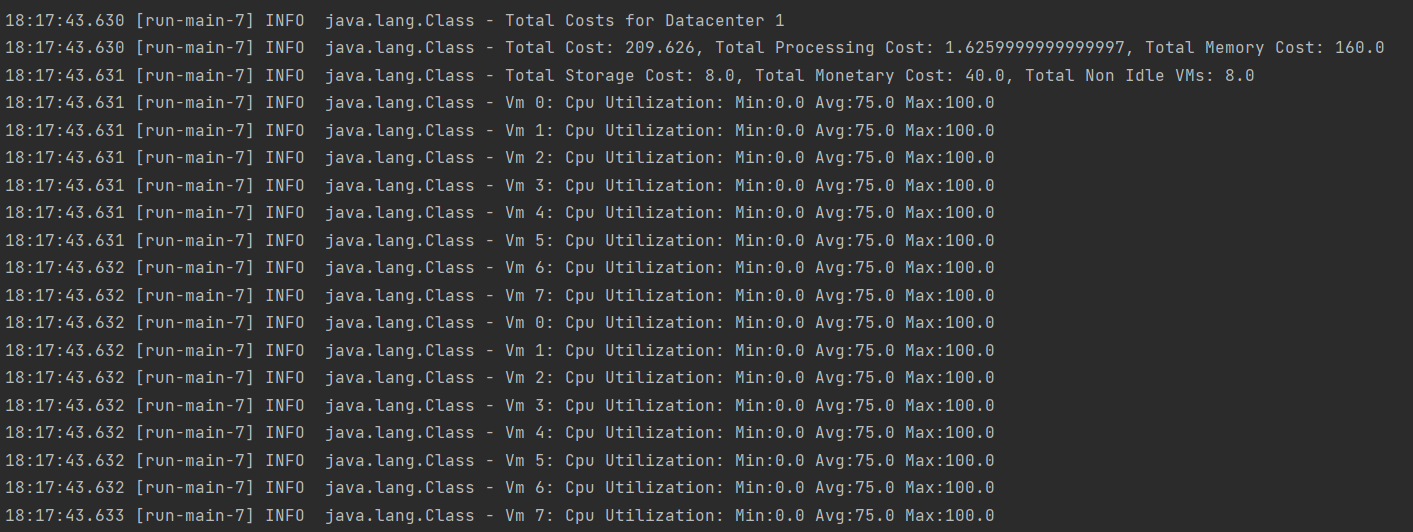 18:17:43.630 [run-main-7] INFO  java.lang.Class - Total Costs for Datacenter 1
18:17:43.630 [run-main-7] INFO  java.lang.Class - Total Cost: 209.626, Total Processing Cost: 1.6259999999999997, Total Memory Cost: 160.0
18:17:43.631 [run-main-7] INFO  java.lang.Class - Total Storage Cost: 8.0, Total Monetary Cost: 40.0, Total Non Idle VMs: 8.0
18:17:43.631 [run-main-7] INFO  java.lang.Class - Vm 0: Cpu Utilization: Min:0.0 Avg:75.0 Max:100.0
18:17:43.631 [run-main-7] INFO  java.lang.Class - Vm 1: Cpu Utilization: Min:0.0 Avg:75.0 Max:100.0
18:17:43.631 [run-main-7] INFO  java.lang.Class - Vm 2: Cpu Utilization: Min:0.0 Avg:75.0 Max:100.0
18:17:43.631 [run-main-7] INFO  java.lang.Class - Vm 3: Cpu Utilization: Min:0.0 Avg:75.0 Max:100.0
18:17:43.631 [run-main-7] INFO  java.lang.Class - Vm 4: Cpu Utilization: Min:0.0 Avg:75.0 Max:100.0
18:17:43.631 [run-main-7] INFO  java.lang.Class - Vm 5: Cpu Utilization: Min:0.0 Avg:75.0 Max:100.0
18:17:43.632 [run-main-7] INFO  java.lang.Class - Vm 6: Cpu Utilization: Min:0.0 Avg:75.0 Max:100.0
18:17:43.632 [run-main-7] INFO  java.lang.Class - Vm 7: Cpu Utilization: Min:0.0 Avg:75.0 Max:100.0
18:17:43.632 [run-main-7] INFO  java.lang.Class - Vm 0: Cpu Utilization: Min:0.0 Avg:75.0 Max:100.0
18:17:43.632 [run-main-7] INFO  java.lang.Class - Vm 1: Cpu Utilization: Min:0.0 Avg:75.0 Max:100.0
18:17:43.632 [run-main-7] INFO  java.lang.Class - Vm 2: Cpu Utilization: Min:0.0 Avg:75.0 Max:100.0
18:17:43.632 [run-main-7] INFO  java.lang.Class - Vm 3: Cpu Utilization: Min:0.0 Avg:75.0 Max:100.0
18:17:43.632 [run-main-7] INFO  java.lang.Class - Vm 4: Cpu Utilization: Min:0.0 Avg:75.0 Max:100.0
18:17:43.632 [run-main-7] INFO  java.lang.Class - Vm 5: Cpu Utilization: Min:0.0 Avg:75.0 Max:100.0
18:17:43.632 [run-main-7] INFO  java.lang.Class - Vm 6: Cpu Utilization: Min:0.0 Avg:75.0 Max:100.0
18:17:43.633 [run-main-7] INFO  java.lang.Class - Vm 7: Cpu Utilization: Min:0.0 Avg:75.0 Max:100.0